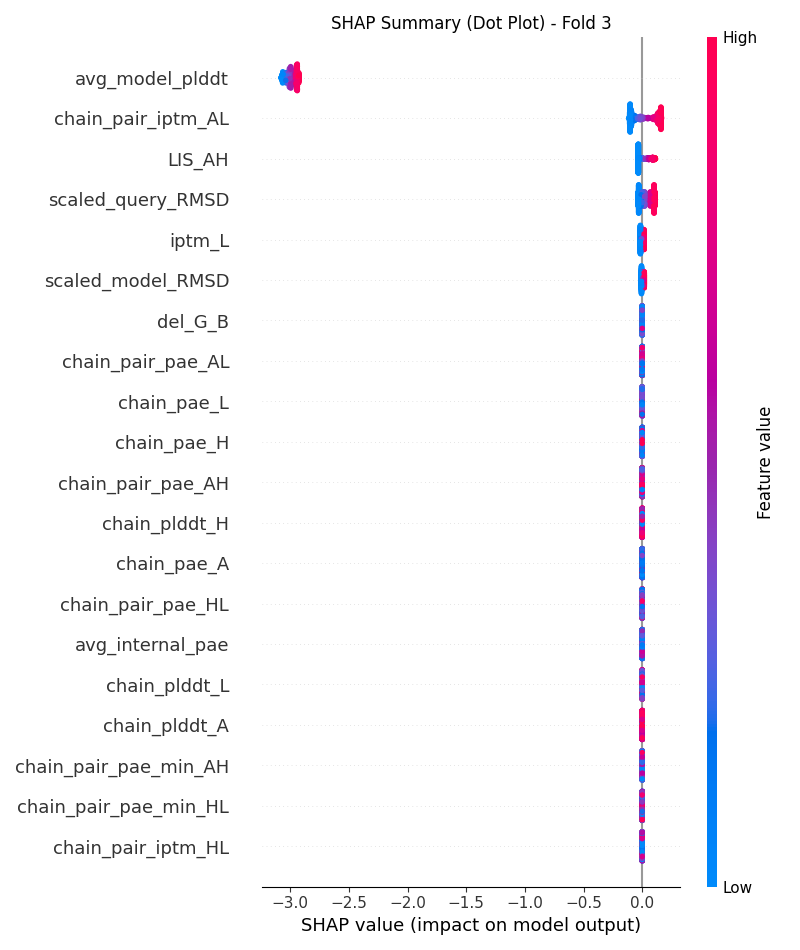 SHAP Summary (Dot Plot) - Fold 3
High
avg_model_plddt
chain_pair_iptm_AL
LIS_AH
scaled_query_RMSD
iptm_L
scaled_model_RMSD
del_G_B
chain_pair_pae_AL
chain_pae_L
chain_pae_H
chain_pair_pae_AH
chain_plddt_H
chain_pae_A
chain_pair_pae_HL
avg_internal_pae
chain_plddt_L
chain_plddt_A
chain_pair_pae_min_AH
chain_pair_pae_min_HL
chain_pair_iptm_HL
Feature value
Low
−3.0 −2.5 −2.0 −1.5 −1.0 −0.5 0.0
SHAP value (impact on model output)